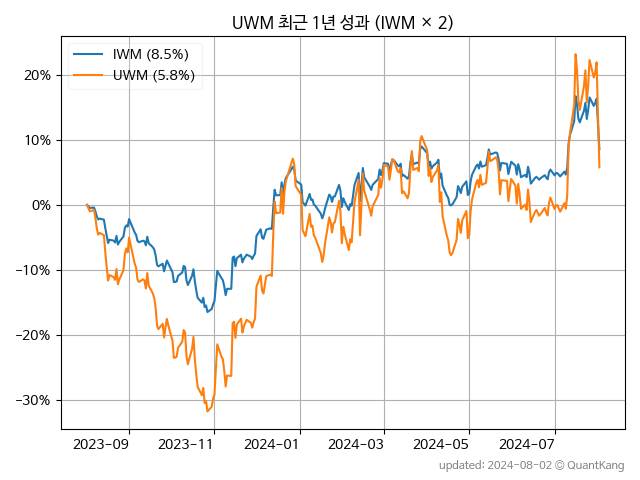 UWM 최근 1년 성과 (IWM × 2)
IWM (8.5%)
UWM (5.8%)
20%
10%
0%
−10%
−20%
−30%
2023−09 2023−11 2024−01 2024−03 2024−05 2024−07
updated: 2024-08-02 © QuantKang